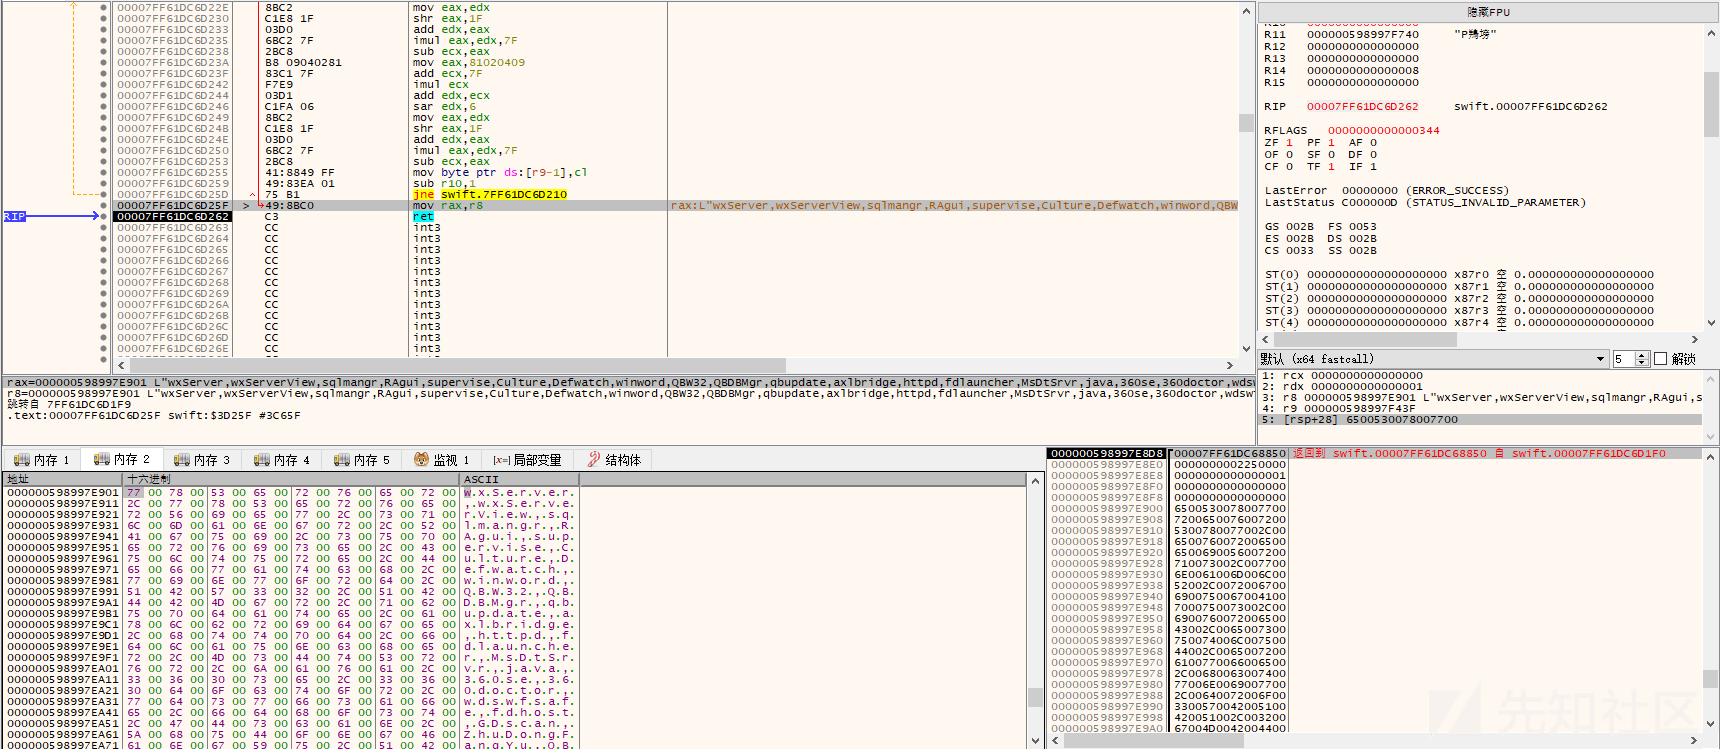 00007FF61DC6D22E 8BC2 mov eax,edx
00007FF61DC6D230 C1E8 1F shr eax,1F
00007FF61DC6D233 03D0 add edx,eax
00007FF61DC6D235 6BC2 7F imul eax,edx,7F
00007FF61DC6D238 2BC8 sub ecx,eax
00007FF61DC6D23A B8 09040281 mov eax,81020409
00007FF61DC6D23F 83C1 7F add ecx,7F
00007FF61DC6D242 F7E9 imul ecx
00007FF61DC6D244 03D1 add edx,ecx
00007FF61DC6D246 C1FA 06 sar edx,6
00007FF61DC6D249 8BC2 mov eax,edx
00007FF61DC6D24B C1E8 1F shr eax,1F
00007FF61DC6D24E 03D0 add edx,eax
00007FF61DC6D250 6BC2 7F imul eax,edx,7F
00007FF61DC6D253 2BC8 sub ecx,eax
00007FF61DC6D255 41:8849 FF mov byte ptr ds:[r9-1],cl
00007FF61DC6D259 49:83EA 01 sub r10,1
00007FF61DC6D25D 75 B1 jne swift.7FF61DC6D210
00007FF61DC6D25F 49:8BC0 mov rax,r8 rax:L"wxServer,wxServerView,sqlmangr,RAgui,supervise,Culture,Defwatch,winword,QBW
RIP 00007FF61DC6D262 C3 ret
00007FF61DC6D263 CC int3
00007FF61DC6D264 CC int3
00007FF61DC6D265 CC int3
00007FF61DC6D266 CC int3
00007FF61DC6D267 CC int3
00007FF61DC6D268 CC int3
00007FF61DC6D269 CC int3
00007FF61DC6D26A CC int3
00007FF61DC6D26B CC int3
00007FF61DC6D26C CC int3
00007FF61DC6D26D CC int3
00007FF61DC6D26E CC int3
隐藏FPU
R11 000000598997F740
R12 0000000000000000
R13 0000000000000000
R14 0000000000000008
R15 0000000000000000
RIP 00007FF61DC6D262 swift.00007FF61DC6D262
RFLAGS 0000000000000344
ZF 1 PF 1 AF 0
OF 0 SF 0 DF 0
CF 0 TF 1 IF 1
LastError 00000000 (ERROR_SUCCESS)
LastStatus C000000D (STATUS_INVALID_PARAMETER)
GS 002B FS 0053
ES 002B DS 002B
CS 0033 SS 002B
ST(0) 00000000000000000000 x87r0 空 0.000000000000000000
ST(1) 00000000000000000000 x87r1 空 0.000000000000000000
ST(2) 00000000000000000000 x87r2 空 0.000000000000000000
ST(3) 00000000000000000000 x87r3 空 0.000000000000000000
ST(4) 00000000000000000000 x87r4 空 0.000000000000000000
默认 (x64 fastcall) 5 解锁
1: rcx 0000000000000000
2: rdx 0000000000000001
3: r8 000000598997E901 L"wxServer,wxServerView,sqlmangr,RAgui,s
4: r9 000000598997F43F
5: [rsp+28] 6500530078007700
rax=000000598997E901 L"wxServer,wxServerView,sqlmangr,RAgui,supervise,Culture,Defwatch,winword,QBW32,QBDBMgr,qbupdate,axlbridge,httpd,fdlauncher,MsDtSrvr,java,360se,360doctor,wdsw
r8=000000598997E901 L"wxServer,wxServerView,sqlmangr,RAgui,supervise,Culture,Defwatch,winword,QBW32,QBDBMgr,qbupdate,axlbridge,httpd,fdlauncher,MsDtSrvr,java,360se,360doctor,wdswf
跳转自 7FF61DC6D1F9
.text:00007FF61DC6D25F swift:$3D25F #3C65F
内存 1 内存 2 内存 3 内存 4 内存 5 监视 1 [x=] 局部变量 结构体
地址 十六进制 ASCII
000000598997E901 77 00 78 00 53 00 65 00 72 00 76 00 65 00 72 00 w.x.S.e.r.v.e.r.
000000598997E911 2C 00 77 00 78 00 53 00 65 00 72 00 76 00 65 00 ,.w.x.S.e.r.v.e.
000000598997E921 72 00 56 00 69 00 65 00 77 00 2C 00 73 00 71 00 r.V.i.e.w.,.s.q.
000000598997E931 6C 00 6D 00 61 00 6E 00 67 00 72 00 2C 00 52 00 l.m.a.n.g.r.,.R.
000000598997E941 41 00 67 00 75 00 69 00 2C 00 73 00 75 00 70 00 A.g.u.i.,.s.u.p.
000000598997E951 65 00 72 00 76 00 69 00 73 00 65 00 2C 00 43 00 e.r.v.i.s.e.,.C.
000000598997E961 75 00 6C 00 74 00 75 00 72 00 65 00 2C 00 44 00 u.l.t.u.r.e.,.D.
000000598997E971 65 00 66 00 77 00 61 00 74 00 63 00 68 00 2C 00 e.f.w.a.t.c.h.,.
000000598997E981 77 00 69 00 6E 00 77 00 6F 00 72 00 64 00 2C 00 w.i.n.w.o.r.d.,.
000000598997E991 51 00 42 00 57 00 33 00 32 00 2C 00 51 00 42 00 Q.B.W.3.2.,.Q.B.
000000598997E9A1 44 00 42 00 4D 00 67 00 72 00 2C 00 71 00 62 00 D.B.M.g.r.,.q.b.
000000598997E9B1 75 00 70 00 64 00 61 00 74 00 65 00 2C 00 61 00 u.p.d.a.t.e.,.a.
000000598997E9C1 78 00 6C 00 62 00 72 00 69 00 64 00 67 00 65 00 x.l.b.r.i.d.g.e.
000000598997E9D1 2C 00 68 00 74 00 74 00 70 00 64 00 2C 00 66 00 ,.h.t.t.p.d.,.f.
000000598997E9E1 64 00 6C 00 61 00 75 00 6E 00 63 00 68 00 65 00 d.l.a.u.n.c.h.e.
000000598997E9F1 72 00 2C 00 4D 00 73 00 44 00 74 00 53 00 72 00 r.,.M.s.D.t.S.r.
000000598997EA01 76 00 72 00 2C 00 6A 00 61 00 76 00 61 00 2C 00 v.r.,.j.a.v.a.,.
000000598997EA11 33 00 36 00 30 00 73 00 65 00 2C 00 33 00 36 00 3.6.0.s.e.,.3.6.
000000598997EA21 30 00 64 00 6F 00 63 00 74 00 6F 00 72 00 2C 00 0.d.o.c.t.o.r.,.
000000598997EA31 77 00 64 00 73 00 77 00 66 00 73 00 61 00 66 00 w.d.s.w.f.s.a.f.
000000598997EA41 65 00 2C 00 66 00 64 00 68 00 6F 00 73 00 74 00 e.,.f.d.h.o.s.t.
000000598997EA51 2C 00 47 00 44 00 73 00 63 00 61 00 6E 00 2C 00 ,.G.D.s.c.a.n.,.
000000598997EA61 5A 00 68 00 75 00 44 00 6F 00 6E 00 67 00 46 00 Z.h.u.D.o.n.g.F.
000000598997EA71 61 00 6E 00 67 00 59 00 75 00 2C 00 51 00 42 00 a.n.g.Y.u.,.Q.B.
000000598997E8D8 00007FF61DC68850 返回到 swift.00007FF61DC68850 自 swift.00007FF61DC6D1F0
000000598997E8E0 0000000002250000
000000598997E8E8 0000000000000001
000000598997E8F0 0000000000000000
000000598997E8F8 0000000000000000
000000598997E900 6500530078007700
000000598997E908 7200650076007200
000000598997E910 5300780077002C00
000000598997E918 6500760072006500
000000598997E920 6500690056007200
000000598997E928 710073002C007700
000000598997E930 6E0061006D006C00
000000598997E938 52002C0072006700
000000598997E940 6900750067004100
000000598997E948 7000750073002C00
000000598997E950 6900760072006500
000000598997E958 43002C0065007300
000000598997E960 750074006C007500
000000598997E968 44002C0065007200
000000598997E970 6100770066006500
000000598997E978 2C00680063007400
000000598997E980 77006E0069007700
000000598997E988 2C00640072006F00
000000598997E990 3300570042005100
000000598997E998 420051002C003200
000000598997E9A0 67004D0042004400
先知社区